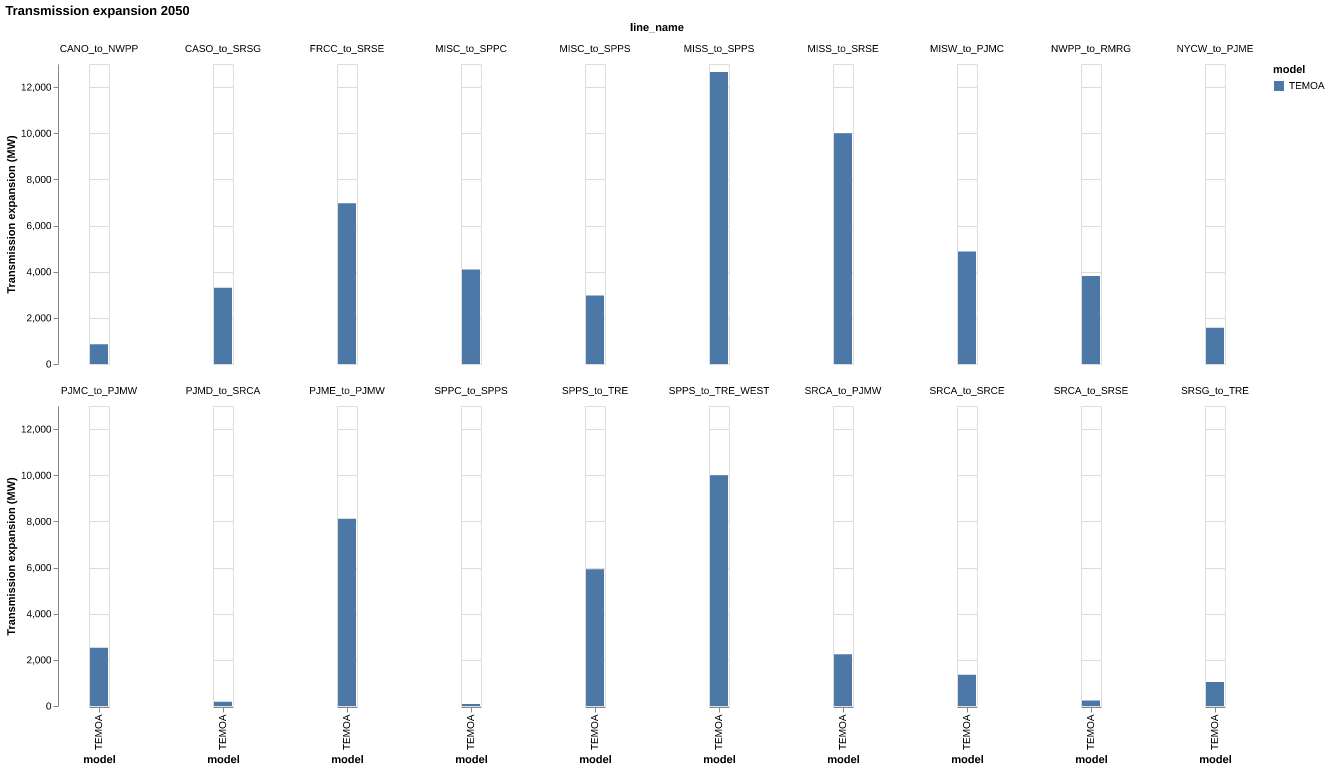 Transmission expansion 2050
line_name
CANO_to_NWPP CASO_to_SRSG FRCC_to_SRSE MISC_to_SPPC MISC_to_SPPS MISS_to_SPPS MISS_to_SRSE MISW_to_PJMC NWPP_to_RMRG NYCW_to_PJME
model
TEMOA
Transmission expansion (MW)
12,000
10,000
8,000
6,000
4,000
2,000
0
PJMC_to_PJMW PJMD_to_SRCA PJME_to_PJMW SPPC_to_SPPS SPPS_to_TRE SPPS_to_TRE_WEST SRCA_to_PJMW SRCA_to_SRCE SRCA_to_SRSE SRSG_to_TRE
Transmission expansion (MW)
12,000
10,000
8,000
6,000
4,000
2,000
0
TEMOA TEMOA TEMOA TEMOA TEMOA TEMOA TEMOA TEMOA TEMOA TEMOA
model model model model model model model model model model